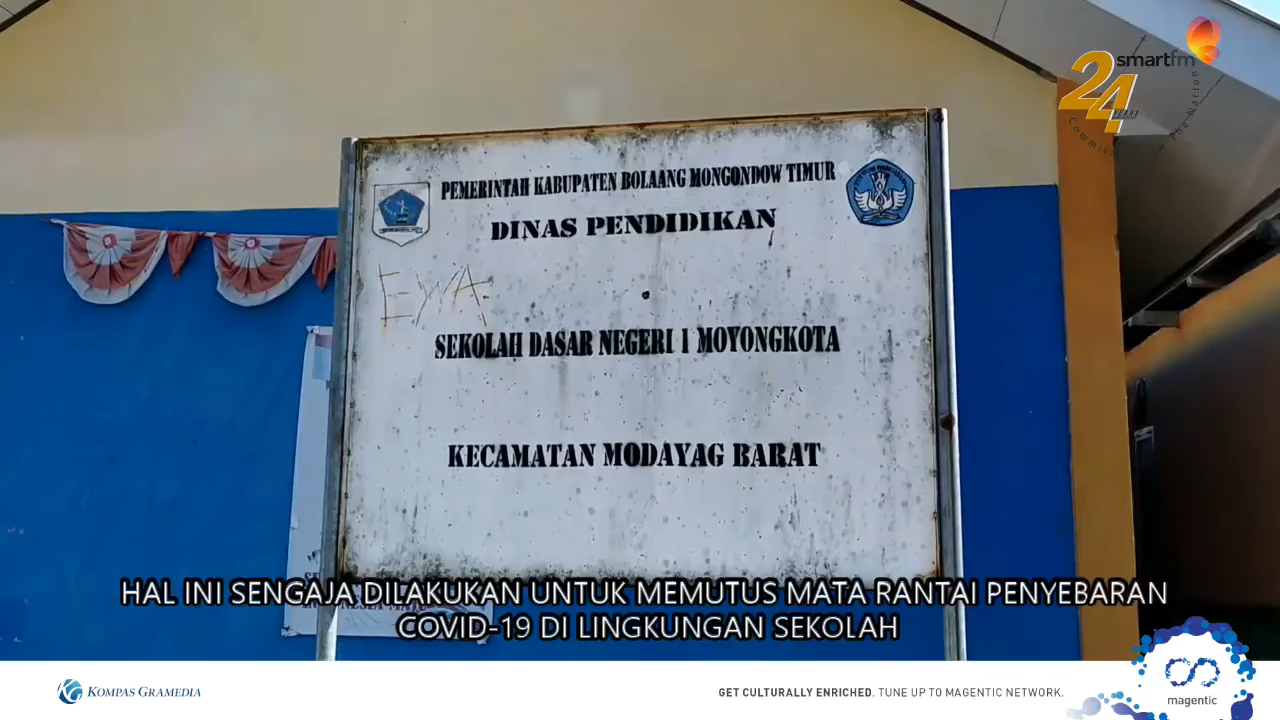 24
smartfm
PEMERINTAH KABUPATEN BOLAANG MONGONDOW TIMUR
DINAS PENDIDIKAN
EWA
SEKOLAH DASAR NEGERI 1 MOYONGKOTA
KECAMATAN MODAYAG BARAT
HAL INI SENGAJA DILAKUKAN UNTUK MEMUTUS MATA RANTAI PENYEBARAN
COVID-19 DI LINGKUNGAN SEKOLAH
KOMPAS GRAMEDIA
GET CULTURALLY ENRICHED. TUNE UP TO MAGENTIC NETWORK.
magentic